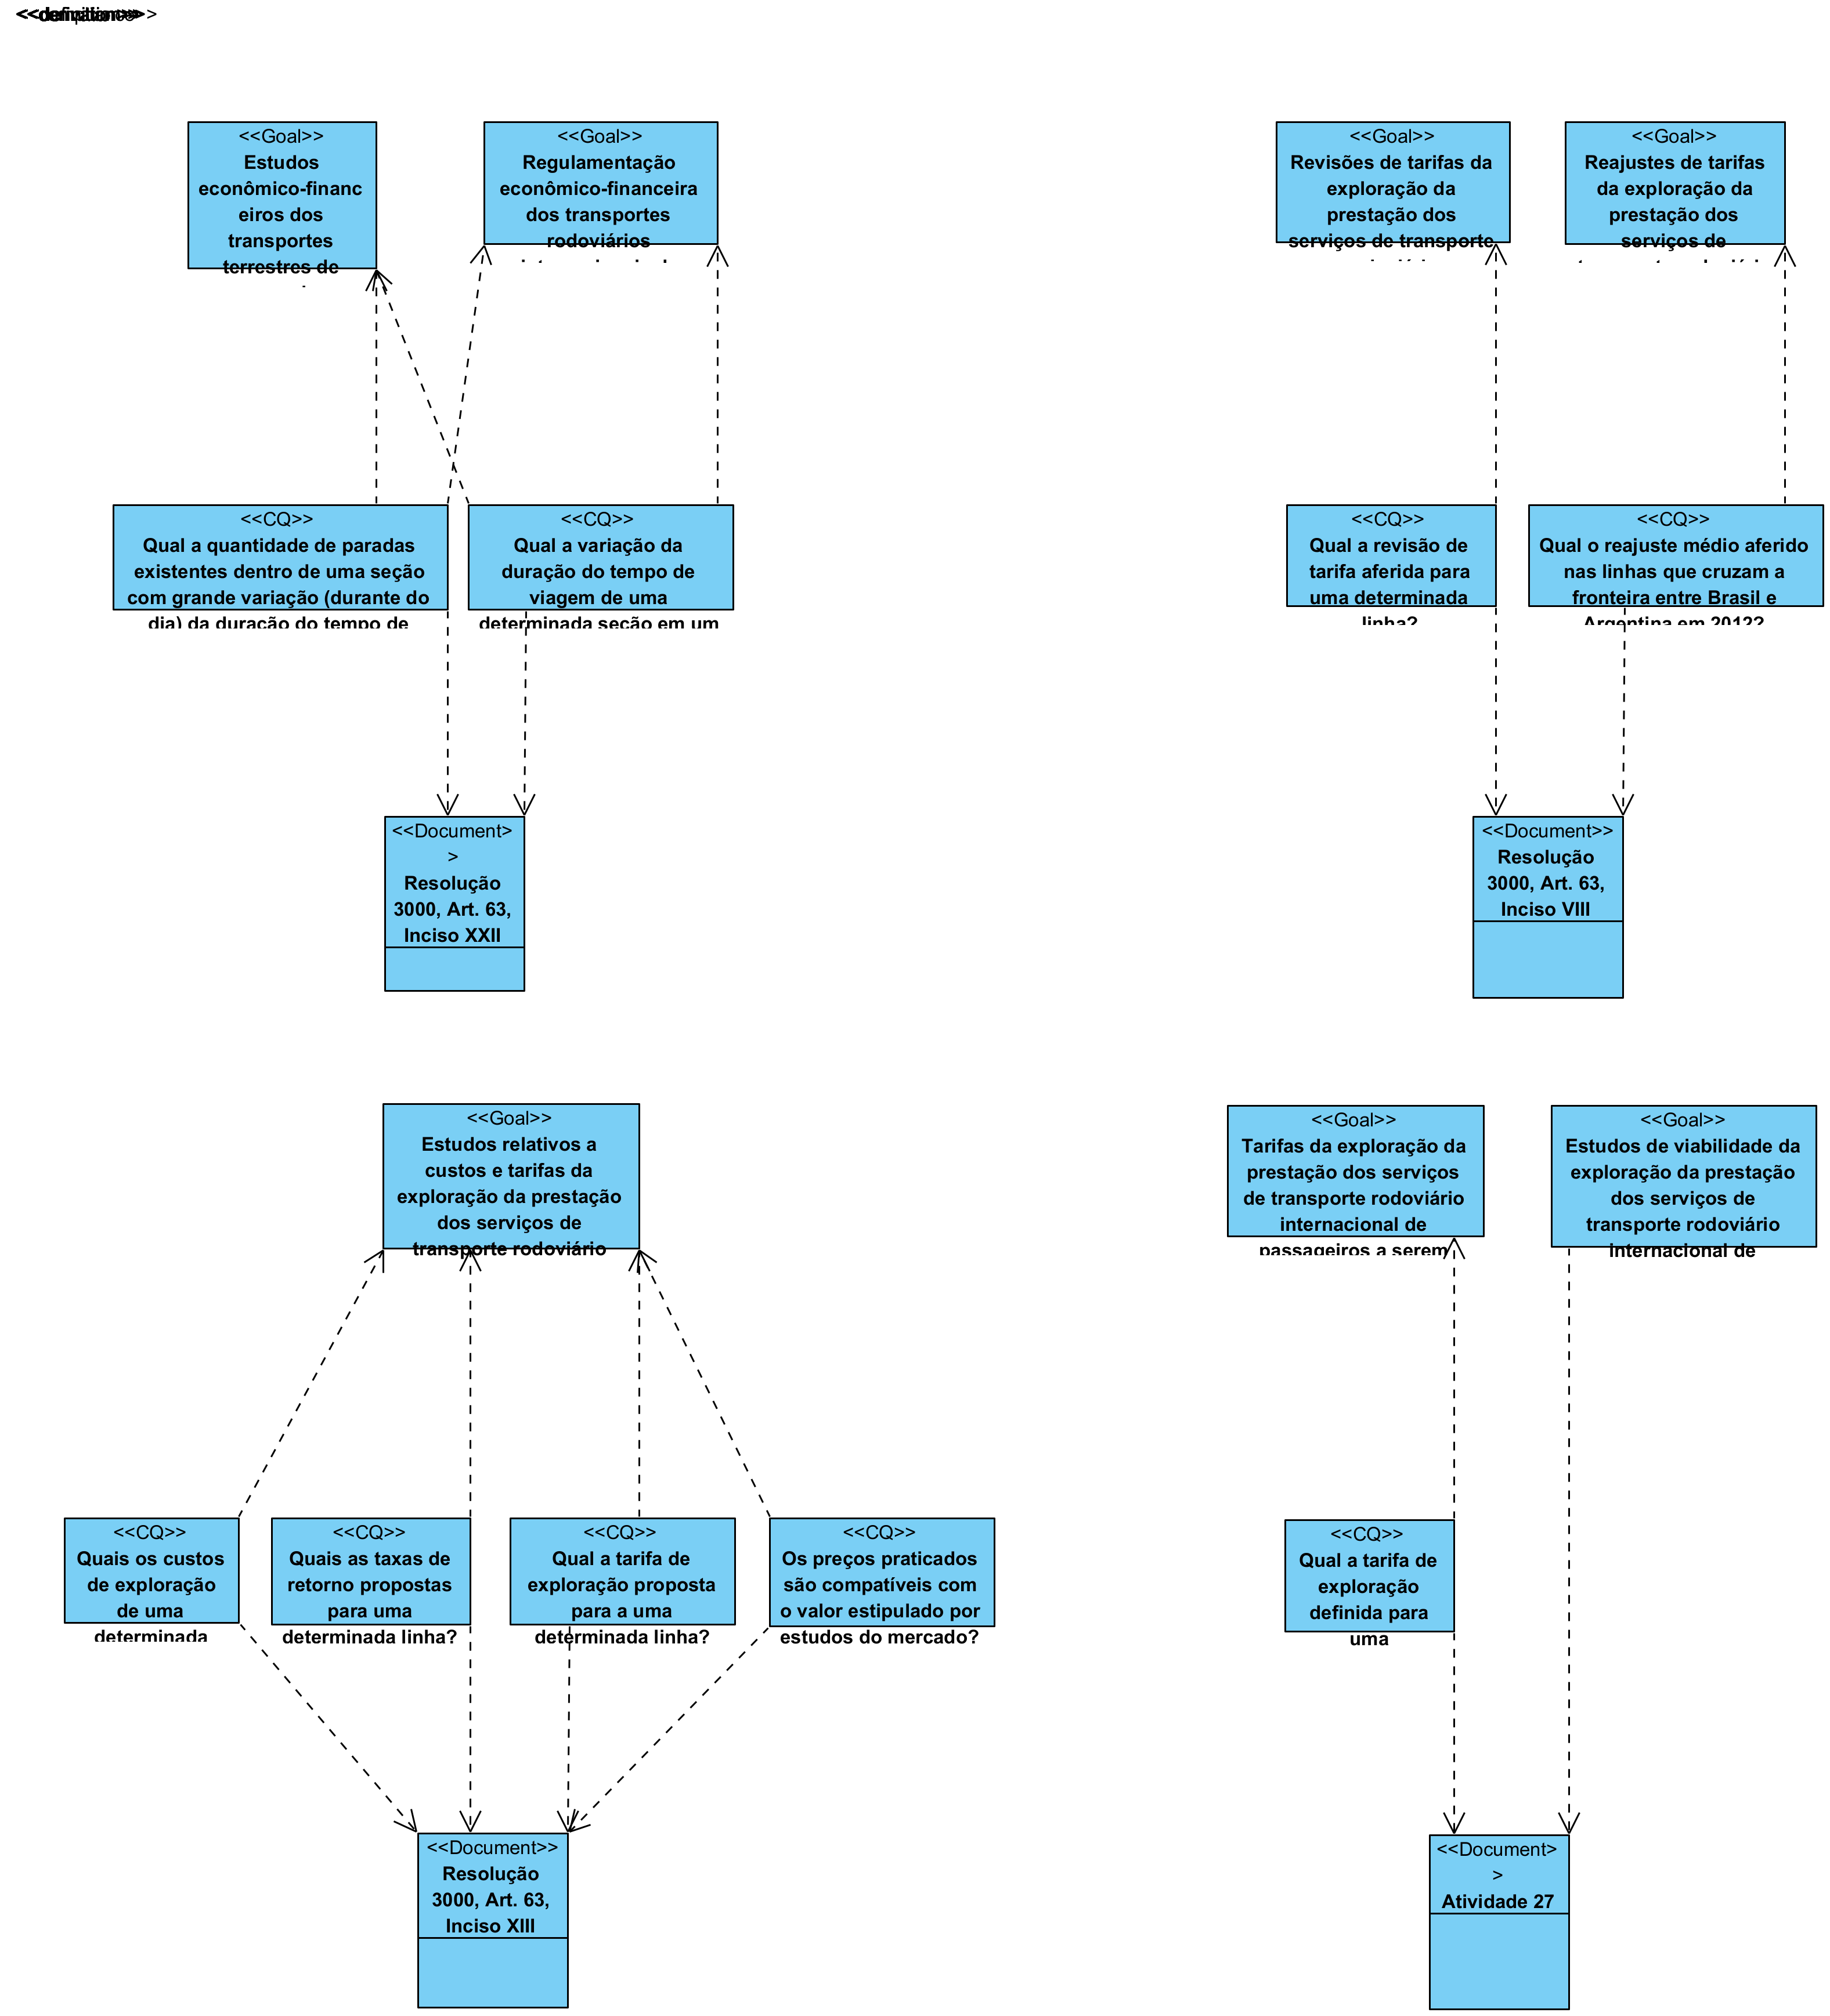 <<Goal>>
Estudos
econômico-financ
eiros dos
transportes
terrestres de
<<Goal>>
Regulamentação
econômico-financeira
dos transportes
rodoviários
<<Goal>>
Revisões de tarifas da
exploração da
prestação dos
serviços de transporte
<<Goal>>
Reajustes de tarifas
da exploração da
prestação dos
serviços de
<<CQ>>
Qual a quantidade de paradas
existentes dentro de uma seção
com grande variação (durante do
dia) da duração do tempo de
<<CQ>>
Qual a variação da
duração do tempo de
viagem de uma
determinada seção em um
<<CQ>>
Qual a revisão de
tarifa aferida para
uma determinada
linha?
<<CQ>>
Qual o reajuste médio aferido
nas linhas que cruzam a
fronteira entre Brasil e
Argentina em 2012?
<<Document>
>
Resolução
3000, Art. 63,
Inciso XXII
<<Document>>
Resolução
3000, Art. 63,
Inciso VIII
<<Goal>>
Estudos relativos a
custos e tarifas da
exploração da prestação
dos serviços de
transporte rodoviário
<<Goal>>
Tarifas da exploração da
prestação dos serviços
de transporte rodoviário
internacional de
passageiros a serem
<<Goal>>
Estudos de viabilidade da
exploração da prestação
dos serviços de
transporte rodoviário
internacional de
<<CQ>>
Quais os custos
de exploração
de uma
determinada
<<CQ>>
Quais as taxas de
retorno propostas
para uma
determinada linha?
<<CQ>>
Qual a tarifa de
exploração proposta
para a uma
determinada linha?
<<CQ>>
Os preços praticados
são compatíveis com
o valor estipulado por
estudos do mercado?
<<CQ>>
Qual a tarifa de
exploração
definida para
uma
<<Document>>
Resolução
3000, Art. 63,
Inciso XIII
<<Document>
>
Atividade 27